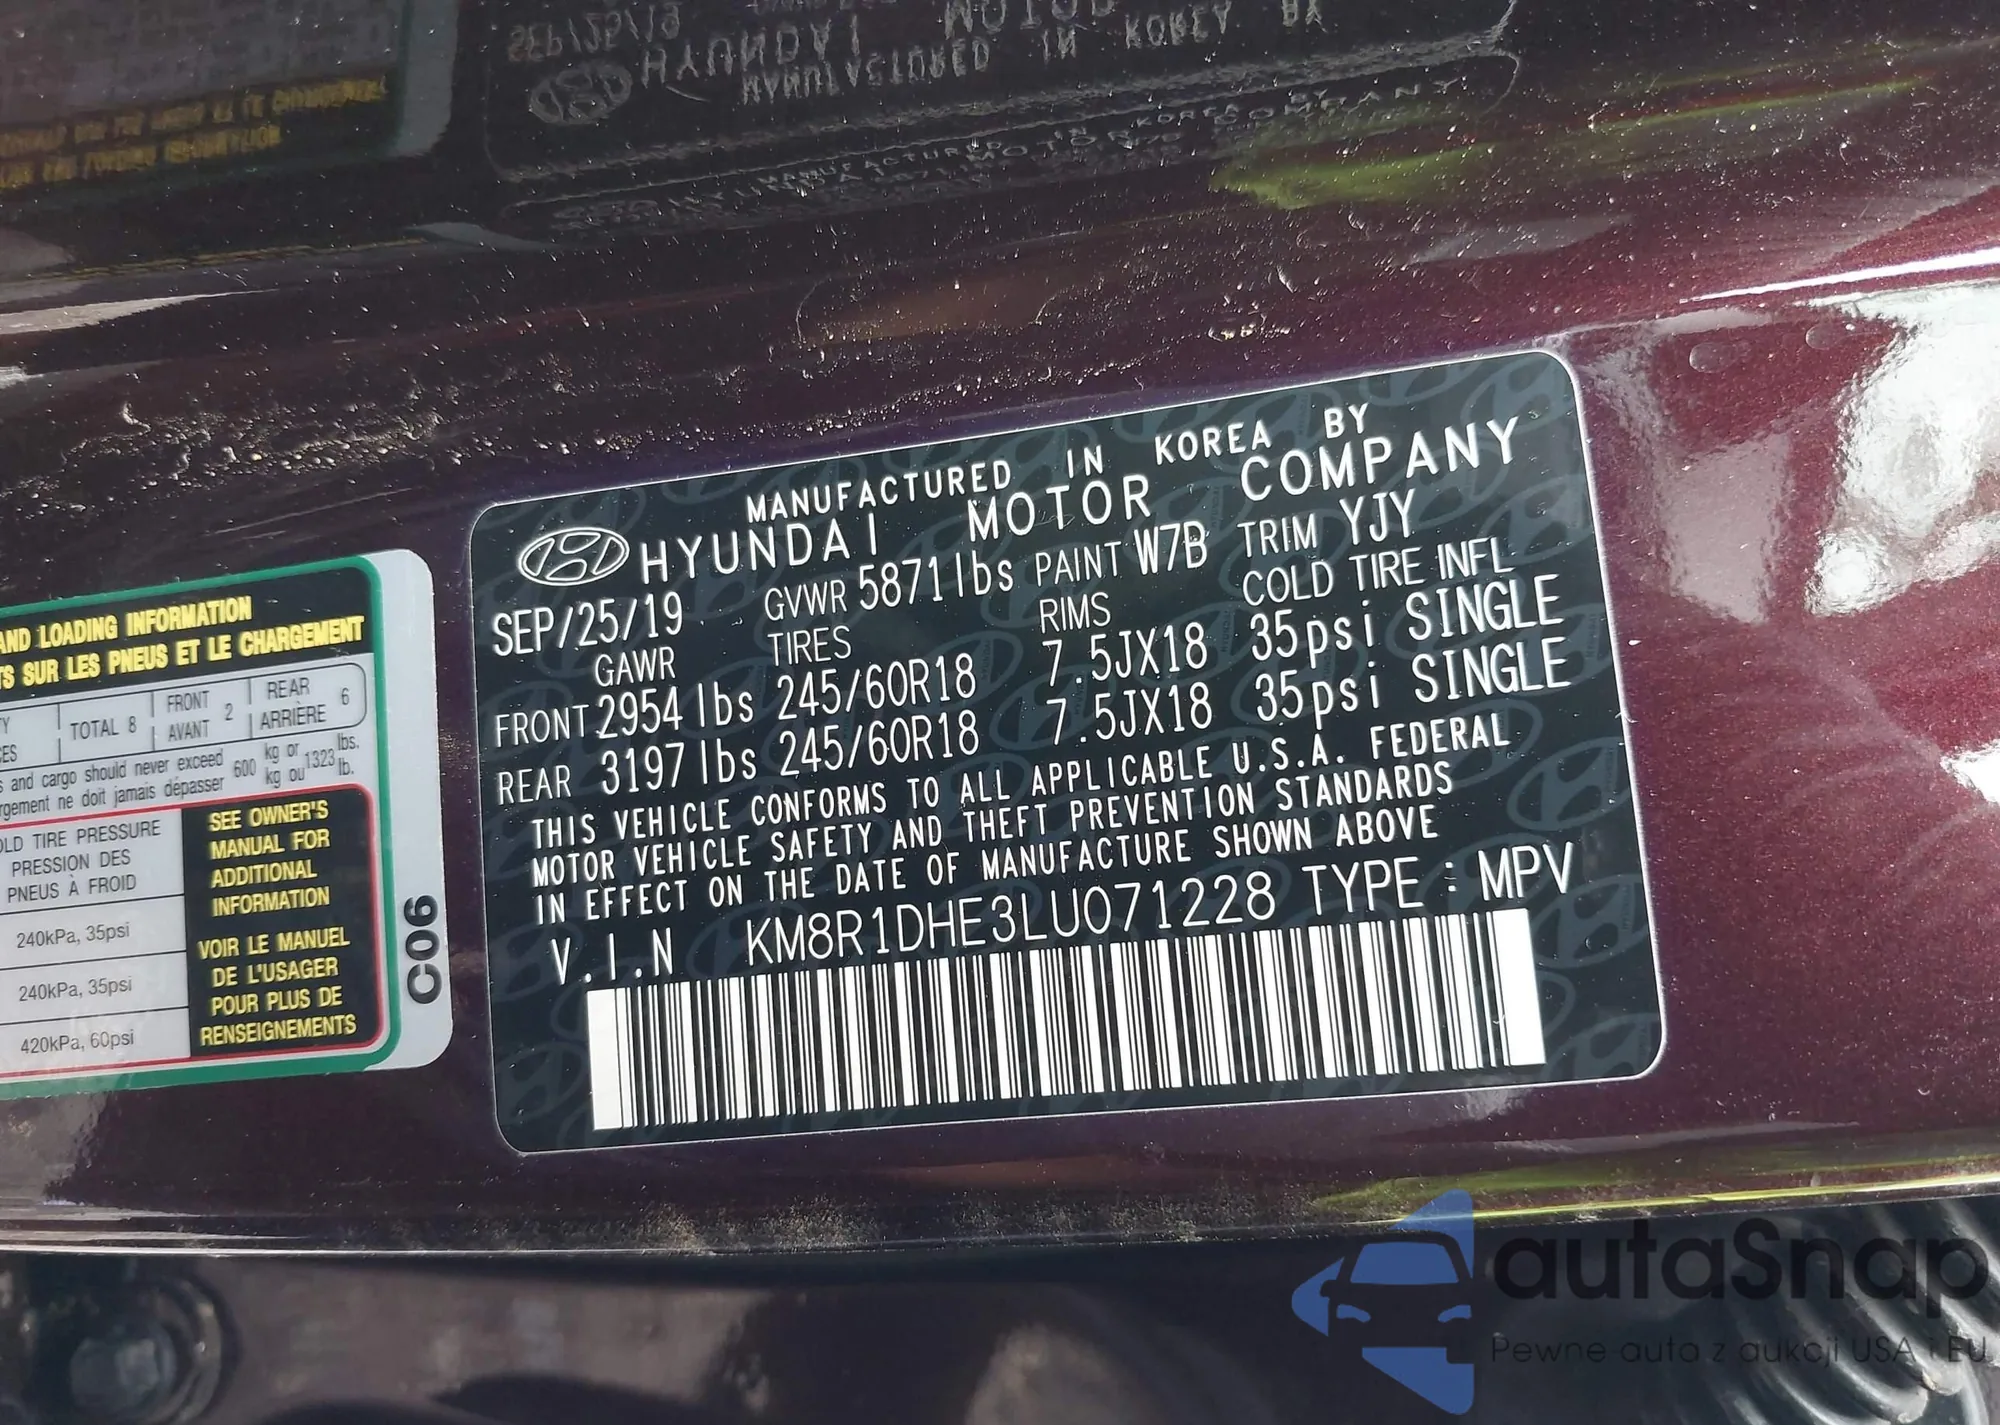 AND LOADING INFORMATION
TS SUR LES PNEUS ET LE CHARGEMENT
TOTAL 8
FRONT
AVANT
2
REAR
ARRIÈRE
6
and cargo should never exceed 600 kg or 1323 lbs.
rgement ne doit jamais dépasser kg ou lb.
OLD TIRE PRESSURE
PRESSION DES
PNEUS À FROID
240kPa, 35psi
240kPa, 35psi
420kPa, 60psi
SEE OWNER'S
MANUAL FOR
ADDITIONAL
INFORMATION
VOIR LE MANUEL
DE L'USAGER
POUR PLUS DE
RENSEIGNEMENTS
C06
MANUFACTURED IN KOREA BY
HYUNDAI MOTOR COMPANY
SEP/25/19 GVWR 5871lbs PAINT W7B TRIM YJY
GAWR TIRES RIMS COLD TIRE INFL
FRONT 2954 lbs 245/60R18 7.5JX18 35psi SINGLE
REAR 3197 lbs 245/60R18 7.5JX18 35psi SINGLE
THIS VEHICLE CONFORMS TO ALL APPLICABLE U.S.A. FEDERAL
MOTOR VEHICLE SAFETY AND THEFT PREVENTION STANDARDS
IN EFFECT ON THE DATE OF MANUFACTURE SHOWN ABOVE
V.I.N KM8R1DHE3LU071228 TYPE : MPV
autaSnap
Pewne auta z aukcji USA i EU